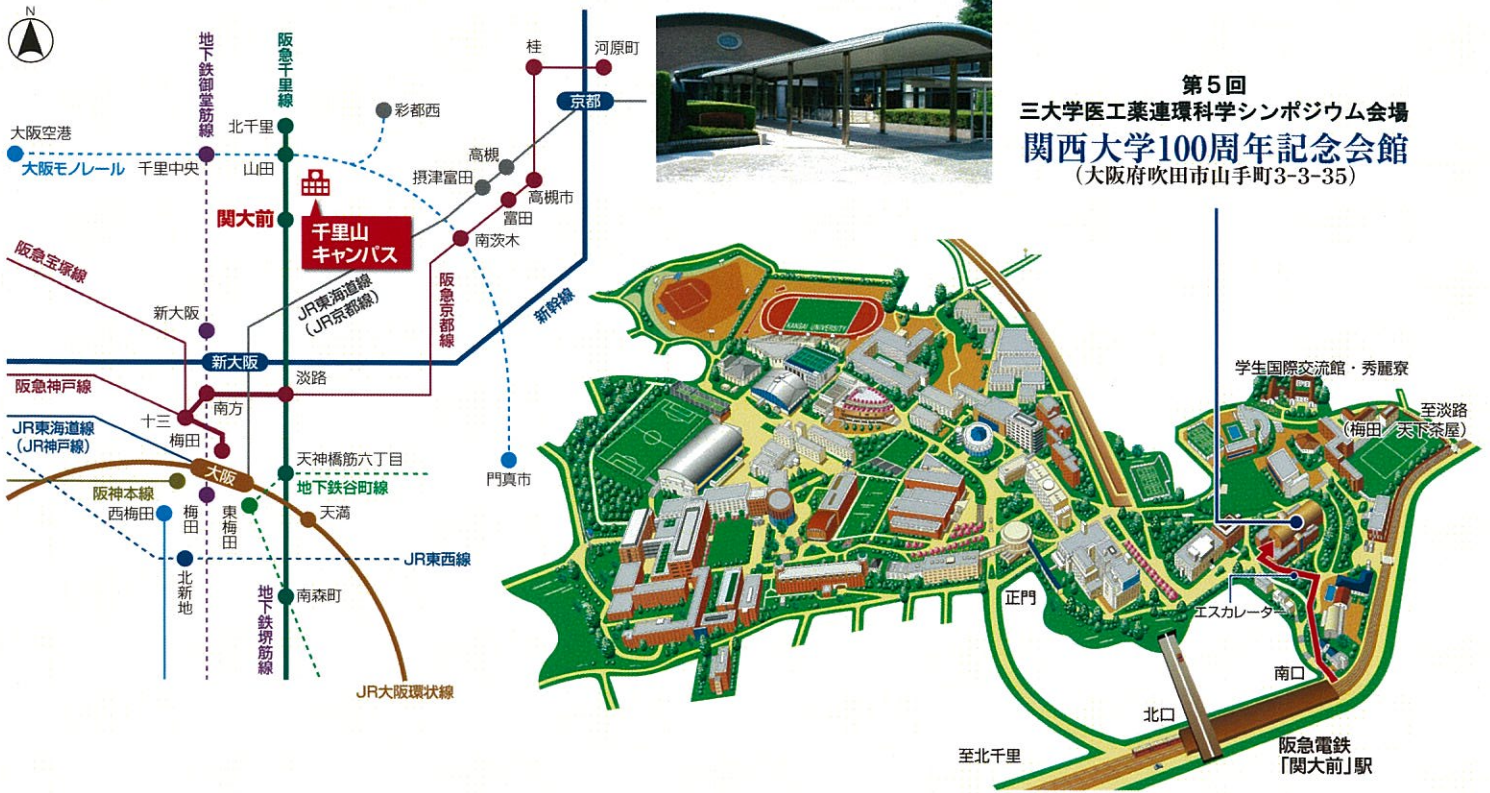 N
地下鉄御堂筋線
阪急千里線
桂
河原町
京都
彩都西
大阪空港
北千里
大阪モノレール
千里中央
山田
高槻
摂津富田
高槻市
富田
南茨木
関大前
千里山
キャンパス
阪急宝塚線
JR東海道線
(JR京都線)
阪急京都線
新幹線
新大阪
新大阪
阪急神戸線
淡路
十三
南方
梅田
JR東海道線
(JR神戸線)
大阪
天神橋筋六丁目
地下鉄谷町線
門真市
阪神本線
西梅田
梅田
東梅田
天満
JR東西線
北新地
南森町
地下鉄堺筋線
JR大阪環状線
第5回
三大学医工薬連環科学シンポジウム会場
関西大学100周年記念会館
(大阪府吹田市山手町3-3-35)
KANSAI UNIVERSITY
学生国際交流館・秀麗寮
至淡路
(梅田 天下茶屋)
正門
エスカレーター
南口
北口
至北千里
阪急電鉄
「関大前」駅